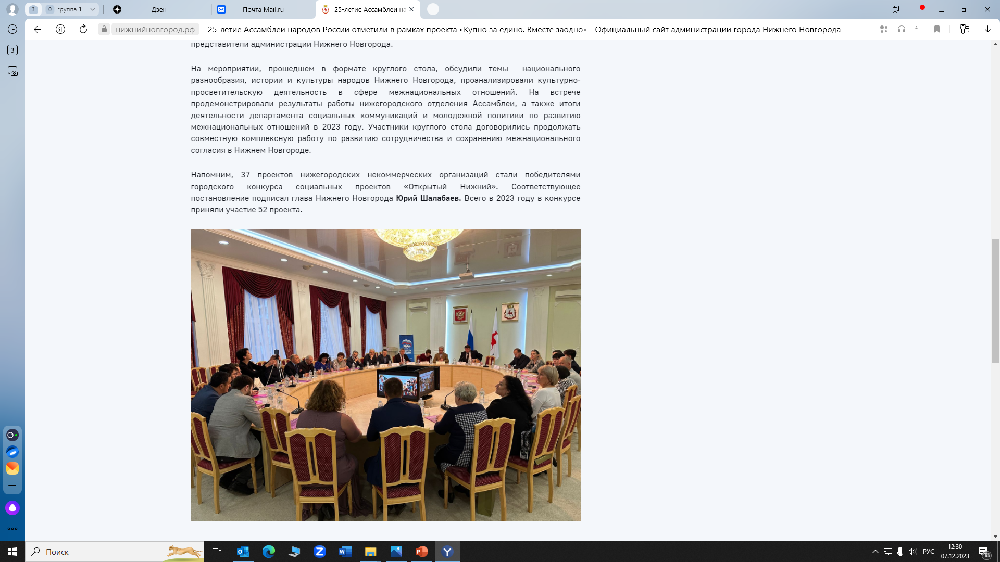 3
0
группа 1
Дзен
Почта Mail.ru
25-летие Ассамблеи на
нижнийновгород.рф
25-летие Ассамблеи народов России отметили в рамках проекта «Купно за едино. Вместе заодно» - Официальный сайт администрации города Нижнего Новгорода
3
представители администрации Нижнего Новгорода.
На мероприятии, прошедшем в формате круглого стола, обсудили темы национального
разнообразия, истории и культуры народов Нижнего Новгорода, проанализировали культурно-
просветительскую деятельность в сфере межнациональных отношений. На встрече
продемонстрировали результаты работы нижегородского отделения Ассамблеи, а также итоги
деятельности департамента социальных коммуникаций и молодежной политики по развитию
межнациональных отношений в 2023 году. Участники круглого стола договорились продолжать
совместную комплексную работу по развитию сотрудничества и сохранению межнационального
согласия в Нижнем Новгороде.
Напомним, 37 проектов нижегородских некоммерческих организаций стали победителями
городского конкурса социальных проектов «Открытый Нижний». Соответствующее
постановление подписал глава Нижнего Новгорода Юрий Шалабаев. Всего в 2023 году в конкурсе
приняли участие 52 проекта.
Поиск
РУС
12:30
07.12.2023
18